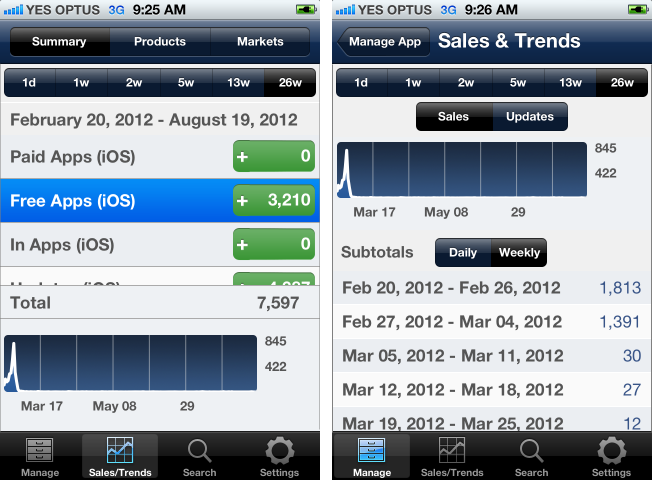 YES OPTUS 3G 9:25 AM
Summary Products Markets
1d 1w 2w 5w 13w 26w
February 20, 2012 - August 19, 2012
Paid Apps (iOS) + 0
Free Apps (iOS) + 3,210
In Apps (iOS) + 0
Total 7,597
845
422
Mar 17 May 08 29
Manage Sales/Trends Search Settings
YES OPTUS 3G 9:26 AM
Manage App Sales & Trends
1d 1w 2w 5w 13w 26w
Sales Updates
845
422
Mar 17 May 08 29
Subtotals Daily Weekly
Feb 20, 2012 - Feb 26, 2012 1,813
Feb 27, 2012 - Mar 04, 2012 1,391
Mar 05, 2012 - Mar 11, 2012 30
Mar 12, 2012 - Mar 18, 2012 27
Mar 19, 2012 - Mar 25, 2012 12
Manage Sales/Trends Search Settings